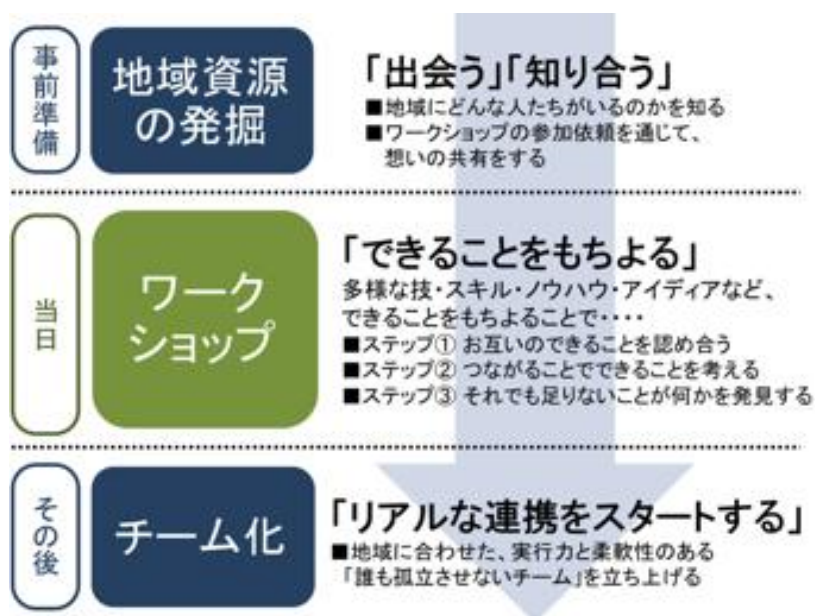 事前準備
地域資源
の発掘
「出会う」「知り合う」
■地域にどんな人たちがいるのかを知る
■ワークショップの参加依頼を通じて、
想いの共有をする
当日
ワーク
ショップ
「できることをもちよる」
多様な技・スキル・ノウハウ・アイディアなど、
できることをもちよることで・・・・
■ステップ① お互いのできることを認め合う
■ステップ② つながることでできることを考える
■ステップ③ それでも足りないことが何かを発見する
その後
チーム化
「リアルな連携をスタートする」
■地域に合わせた、実行力と柔軟性のある
「誰も孤立させないチーム」を立ち上げる